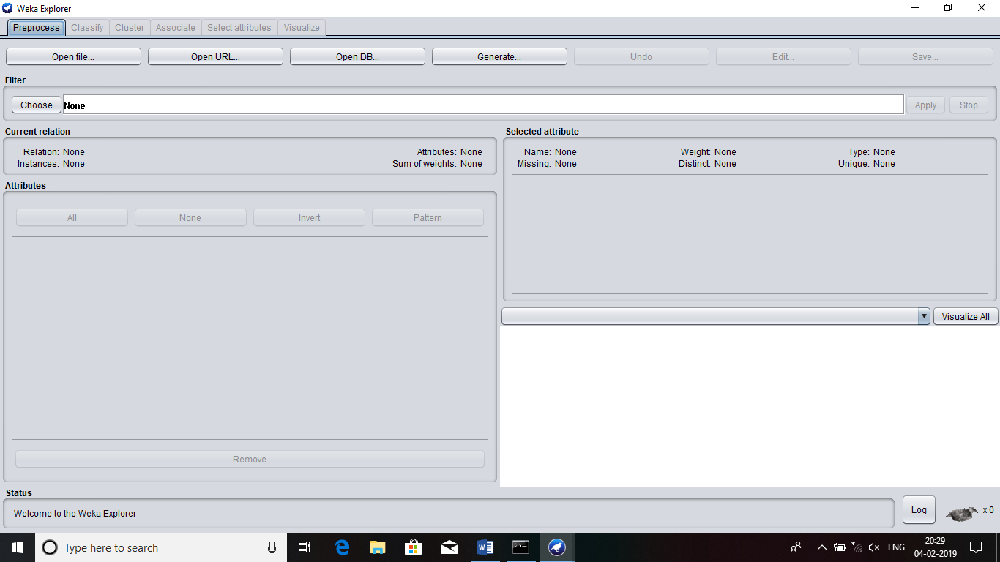 Weka Explorer
Preprocess Classify Cluster Associate Select attributes Visualize
Open file... Open URL... Open DB... Generate... Undo Edit... Save...
Filter
Choose None Apply Stop
Current relation
Relation: None Attributes: None
Instances: None Sum of weights: None
Selected attribute
Name: None Weight: None Type: None
Missing: None Distinct: None Unique: None
Attributes
All None Invert Pattern
Visualize All
Remove
Status
Welcome to the Weka Explorer
Log x 0
Type here to search
ENG
20:29
04-02-2019